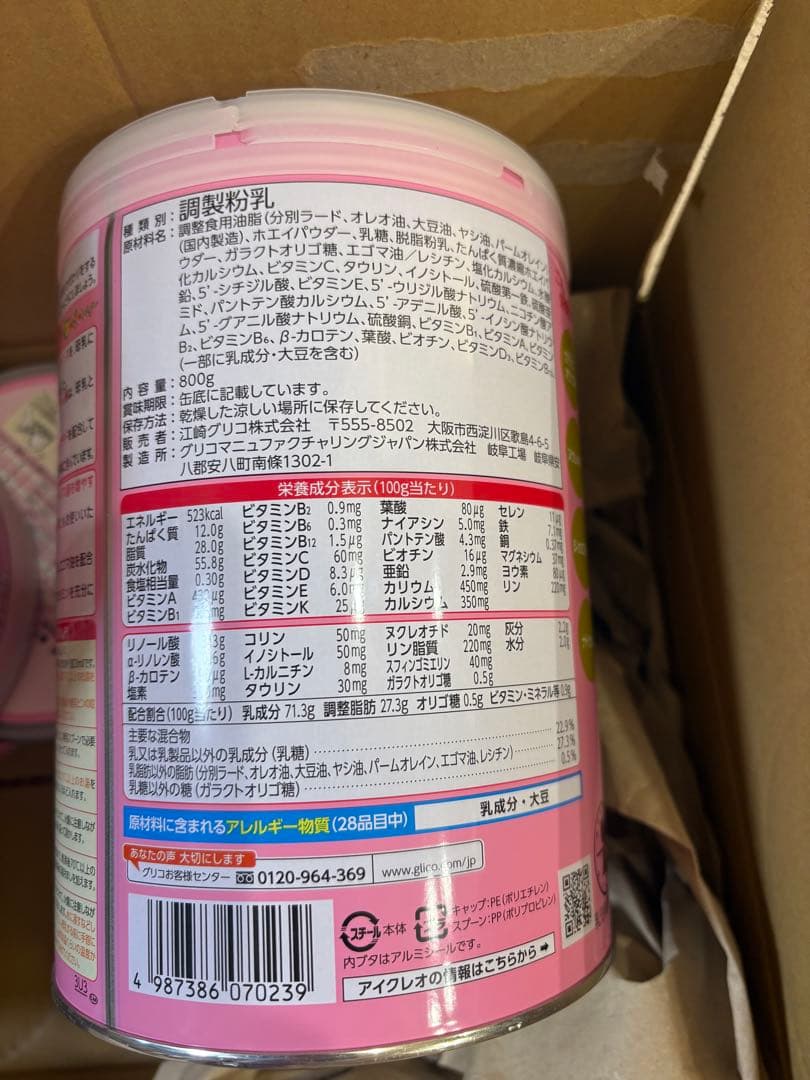 種類別：調製粉乳
原材料名：調整食用油脂（分別ラード、オレオ油、大豆油、ヤシ油、パームオレイン）
（国内製造）、ホエイパウダー、乳糖、脱脂粉乳、たんぱく質濃縮ホエイパ
ウダー、ガラクトオリゴ糖、エゴマ油／レシチン、塩化カルシウム、
化カルシウム、ビタミンC、タウリン、イノシトール、硫酸第一鉄、硫酸亜
鉛、5'-シチジル酸、ビタミンE、5'-ウリジル酸ナトリウム、ニコチン酸ア
ミド、パントテン酸カルシウム、5'-アデニル酸、5'-イノシン酸ナトリウ
ム、5'-グアニル酸ナトリウム、硫酸銅、ビタミンB₁、ビタミンA、ビタミン
B₂、ビタミンB₆、β-カロテン、葉酸、ビオチン、ビタミンD₃、ビタミンB₁₂
（一部に乳成分・大豆を含む）
内容量：800g
賞味期限：缶底に記載しています。
保存方法：乾燥した涼しい場所に保存してください。
販売者：江崎グリコ株式会社 〒555-8502 大阪市西淀川区歌島4-6-5
製造所：グリコマニュファクチャリングジャパン株式会社 岐阜工場 岐阜県安
八郡安八町南條1302-1
栄養成分表示（100g当たり）
エネルギー 523kcal ビタミンB₂ 0.9mg 葉酸 80μg セレン
たんぱく質 12.0g ビタミンB₆ 0.3mg ナイアシン 5.0mg 鉄
脂質 28.0g ビタミンB₁₂ 1.5μg パントテン酸 4.3mg 銅
炭水化物 55.8g ビタミンC 60mg ビオチン 16μg マグネシウム
食塩相当量 0.30g ビタミンD 8.3μg 亜鉛 2.9mg ヨウ素
ビタミンA ビタミンE カリウム 450mg リン
ビタミンB₁ ビタミンK カルシウム 350mg
リノール酸 コリン 50mg ヌクレオチド 20mg 灰分 2.2g
α-リノレン酸 イノシトール 50mg リン脂質 220mg 水分
β-カロテン L-カルニチン 8mg スフィンゴミエリン 40mg
塩素 タウリン 30mg ガラクトオリゴ糖 0.5g
配合割合（100g当たり） 乳成分 71.3g 調整脂肪 27.3g オリゴ糖 0.5g ビタミン・ミネラル等 0.9g
主要な混合物
乳又は乳製品以外の乳成分（乳糖） 22.9%
乳脂肪以外の脂肪（分別ラード、オレオ油、大豆油、ヤシ油、パームオレイン、エゴマ油、レシチン） 27.3%
乳糖以外の糖（ガラクトオリゴ糖） 0.5%
原材料に含まれるアレルギー物質（28品目中） 乳成分・大豆
あなたの声 大切にします
グリコお客様センター 0120-964-369 www.glico.com/jp
スチール 本体 プラ キャップ：PE（ポリエチレン）
スプーン：PP（ポリプロピレン）
内ブタはアルミシールです。
アイクレオの情報はこちらから➡
4 987386 070239
3U3